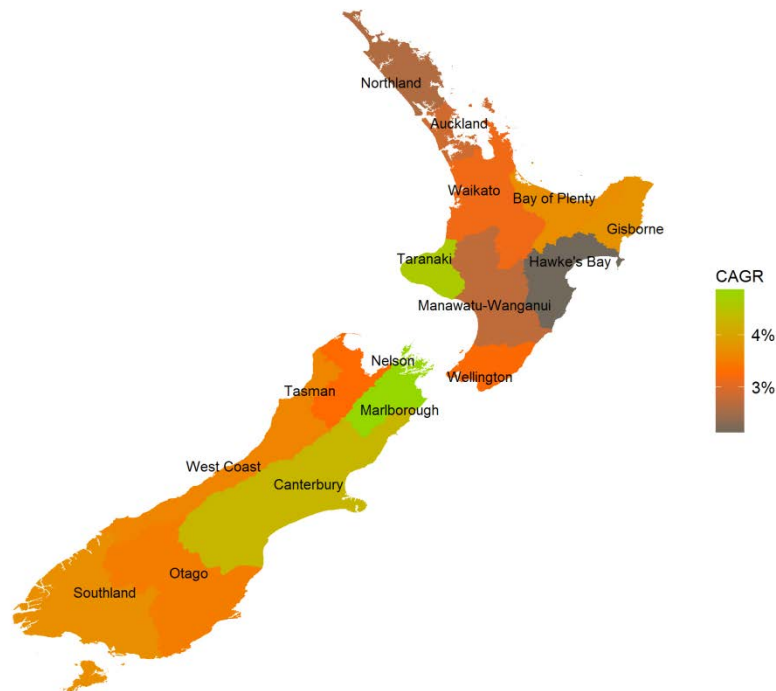 Northland
Auckland
Waikato
Bay of Plenty
Gisborne
Taranaki
Hawke's Bay
Manawatu-Wanganui
CAGR
4%
3%
Nelson
Wellington
Tasman
Marlborough
West Coast
Canterbury
Otago
Southland